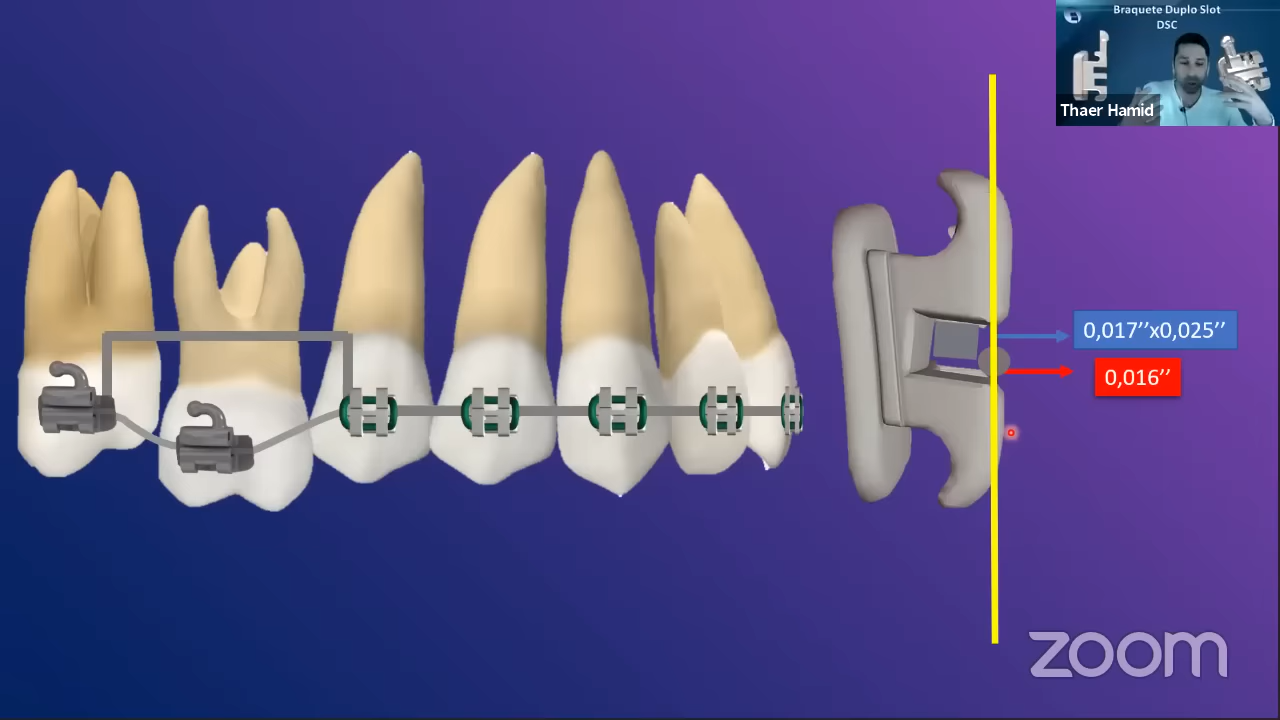 Braquete Duplo Slot
DSC
Thaer Hamid
0,017’’x0,025’’
0,016’’
zoom